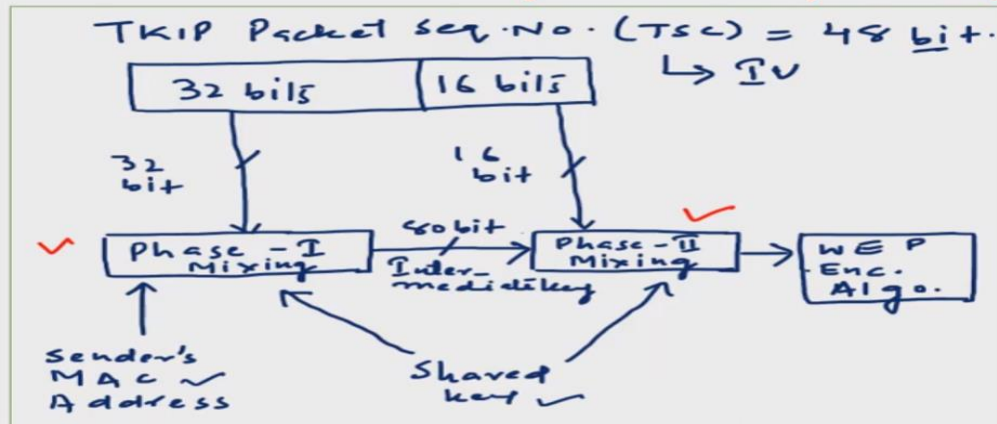 TKIP Packet Seq. No. (TSC) = 48 bit.
↳ IV
32 bits 16 bits
32
bit
16
bit
80 bit
Phase - I
Mixing
Inter-
mediate key
Phase - II
Mixing
WEP
Enc.
Algo.
Sender's
MAC
Address
Shared
key